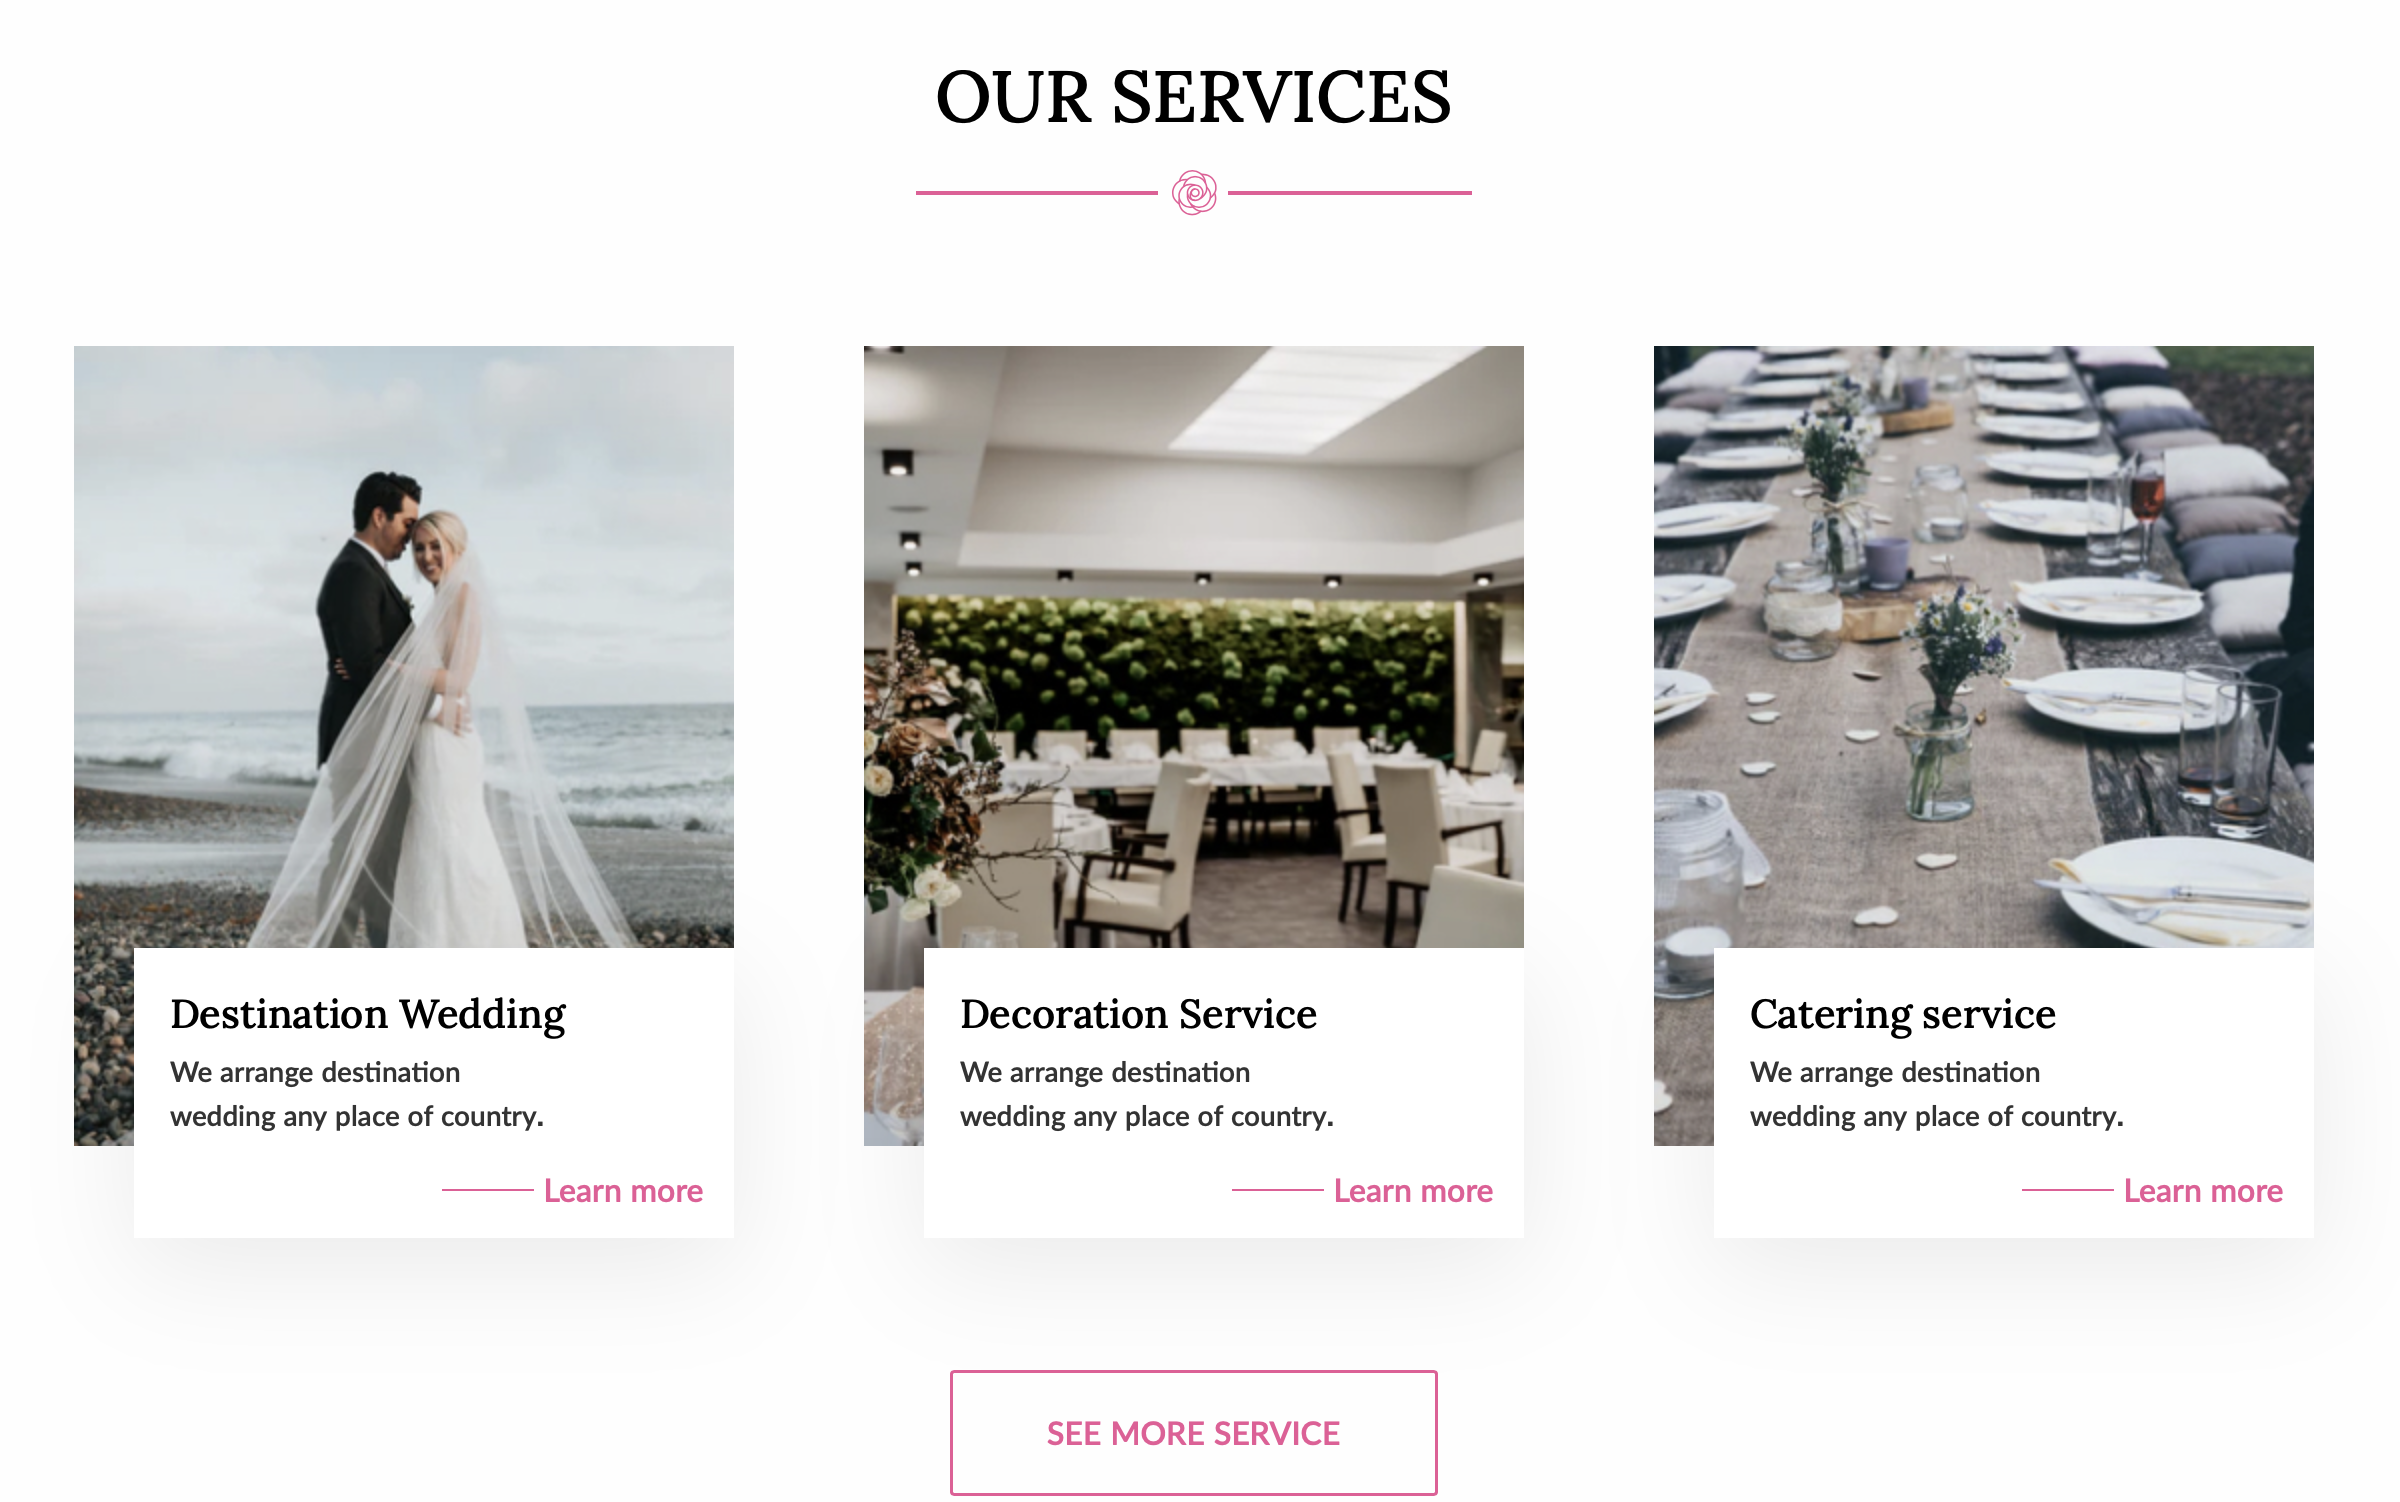 OUR SERVICES
Destination Wedding
We arrange destination
wedding any place of country.
Learn more
Decoration Service
We arrange destination
wedding any place of country.
Learn more
Catering service
We arrange destination
wedding any place of country.
Learn more
SEE MORE SERVICE